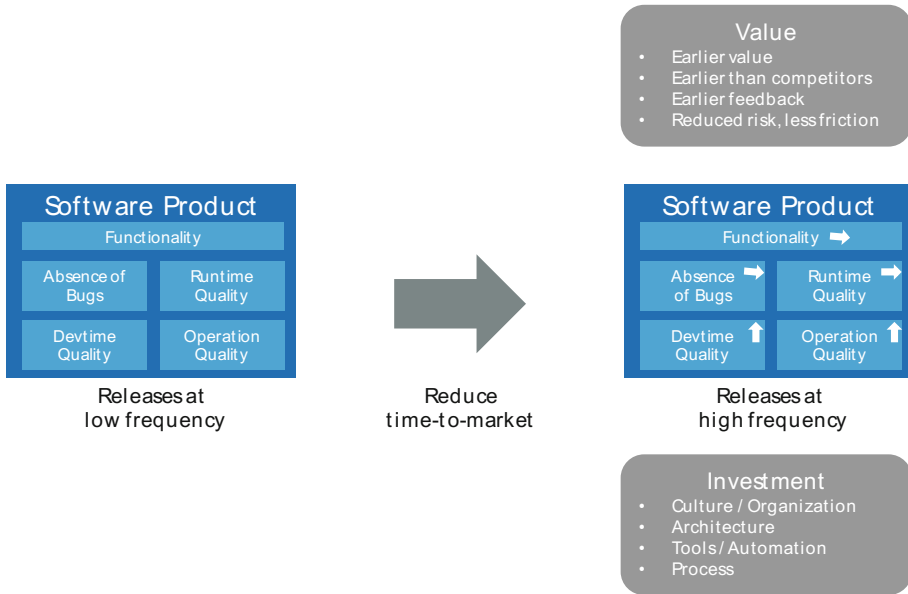 Value
• Earlier value
• Earlier than competitors
• Earlier feedback
• Reduced risk, less friction
Software Product
Functionality
Absence of
Bugs
Runtime
Quality
Devtime
Quality
Operation
Quality
Releases at
low frequency
Reduce
time-to-market
Software Product
Functionality
Absence
of Bugs
Runtime
Quality
Devtime
Quality
Operation
Quality
Releases at
high frequency
Investment
• Culture / Organization
• Architecture
• Tools / Automation
• Process